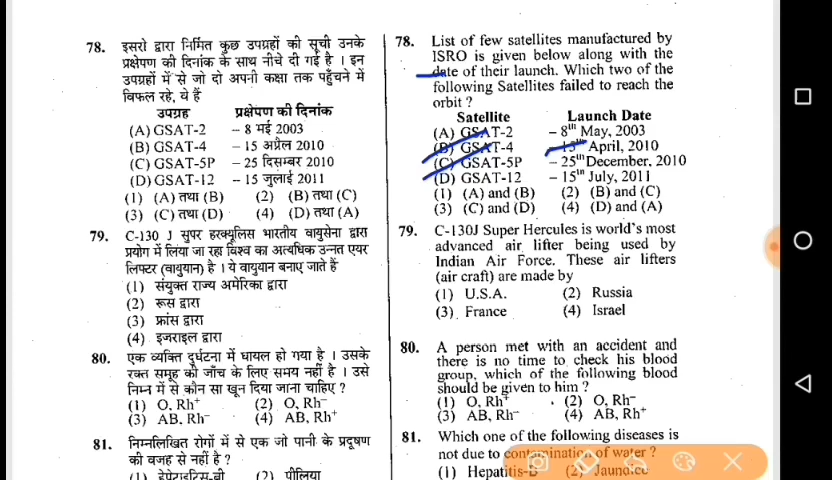 78. इसरो द्वारा निर्मित कुछ उपग्रहों की सूची उनके
प्रक्षेपण की दिनांक के साथ नीचे दी गई है । इन
उपग्रहों में से जो दो अपनी कक्षा तक पहुँचने में
विफल रहे, ये हैं
उपग्रह प्रक्षेपण की दिनांक
(A) GSAT-2 – 8 मई 2003
(B) GSAT-4 – 15 अप्रैल 2010
(C) GSAT-5P – 25 दिसम्बर 2010
(D) GSAT-12 – 15 जुलाई 2011
(1) (A) तथा (B) (2) (B) तथा (C)
(3) (C) तथा (D) (4) (D) तथा (A)
79. C-130 J सुपर हरक्यूलिस भारतीय वायुसेना द्वारा
प्रयोग में लिया जा रहा विश्व का अत्यधिक उन्नत एयर
लिफ्टर (वायुयान) है । ये वायुयान बनाए जाते हैं
(1) संयुक्त राज्य अमेरिका द्वारा
(2) रूस द्वारा
(3) फ्रांस द्वारा
(4) इजराइल द्वारा
80. एक व्यक्ति दुर्घटना में घायल हो गया है । उसके
रक्त समूह की जाँच के लिए समय नहीं है । उसे
निम्न में से कौन सा खून दिया जाना चाहिए ?
(1) O, Rh⁺ (2) O, Rh⁻
(3) AB, Rh⁻ (4) AB, Rh⁺
81. निम्नलिखित रोगों में से एक जो पानी के प्रदूषण
की वजह से नहीं है ?
(1) हेपेटाइटिस-बी (2) पीलिया
78. List of few satellites manufactured by
ISRO is given below along with the
date of their launch. Which two of the
following Satellites failed to reach the
orbit ?
Satellite Launch Date
(A) GSAT-2 – 8th May, 2003
(B) GSAT-4 – 15th April, 2010
(C) GSAT-5P – 25th December, 2010
(D) GSAT-12 – 15th July, 2011
(1) (A) and (B) (2) (B) and (C)
(3) (C) and (D) (4) (D) and (A)
79. C-130J Super Hercules is world's most
advanced air lifter being used by
Indian Air Force. These air lifters
(air craft) are made by
(1) U.S.A. (2) Russia
(3) France (4) Israel
80. A person met with an accident and
there is no time to check his blood
group, which of the following blood
should be given to him ?
(1) O, Rh⁺ (2) O, Rh⁻
(3) AB, Rh⁻ (4) AB, Rh⁺
81. Which one of the following diseases is
not due to contamination of water ?
(1) Hepatitis-B (2) Jaundice